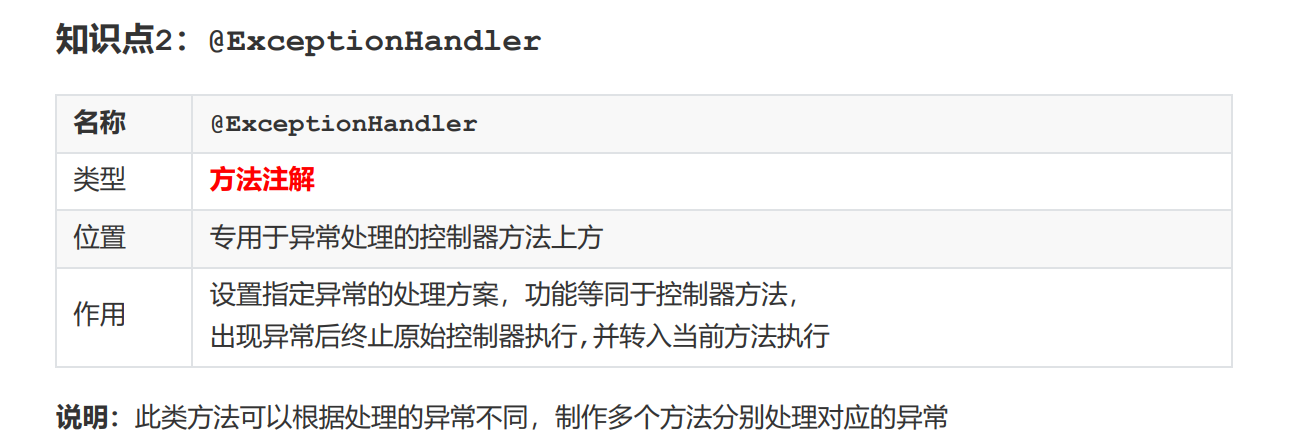 知识点2：@ExceptionHandler
名称 @ExceptionHandler
类型 方法注解
位置 专用于异常处理的控制器方法上方
作用 设置指定异常的处理方案，功能等同于控制器方法，
出现异常后终止原始控制器执行,并转入当前方法执行
说明：此类方法可以根据处理的异常不同，制作多个方法分别处理对应的异常